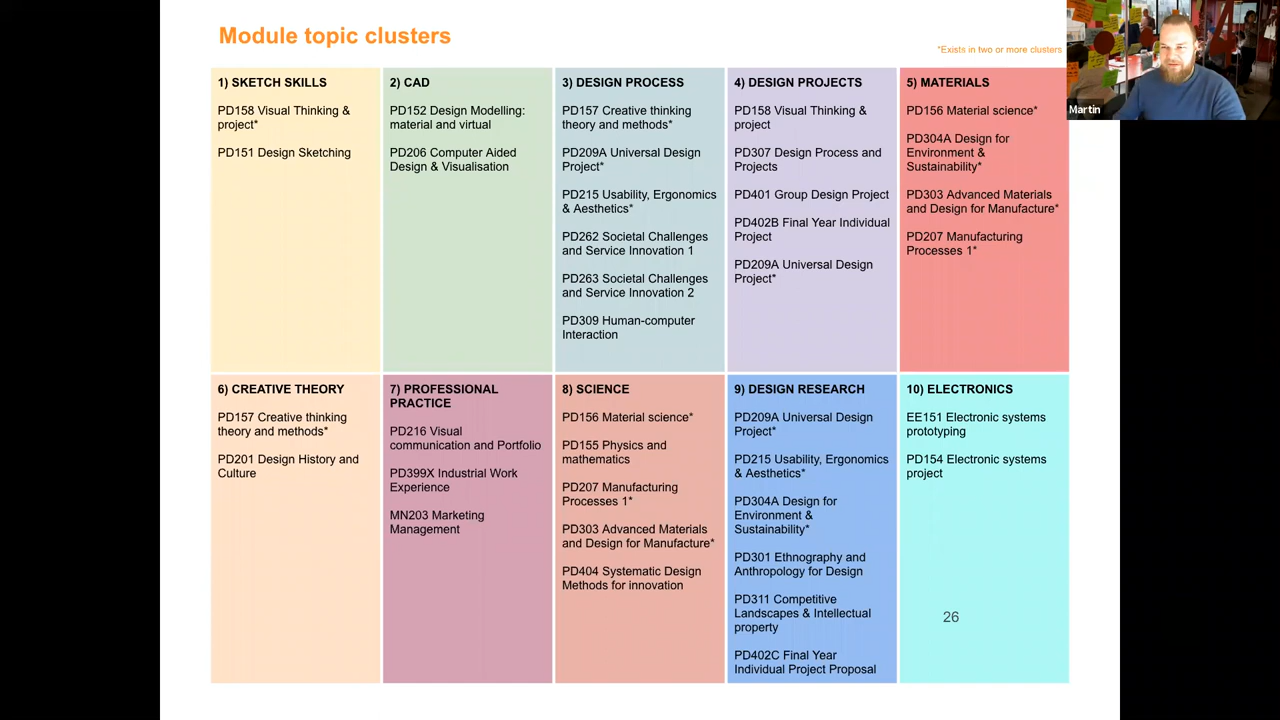 Module topic clusters
*Exists in two or more clusters
Martin
1) SKETCH SKILLS
PD158 Visual Thinking &
project*
PD151 Design Sketching
2) CAD
PD152 Design Modelling:
material and virtual
PD206 Computer Aided
Design & Visualisation
3) DESIGN PROCESS
PD157 Creative thinking
theory and methods*
PD209A Universal Design
Project*
PD215 Usability, Ergonomics
& Aesthetics*
PD262 Societal Challenges
and Service Innovation 1
PD263 Societal Challenges
and Service Innovation 2
PD309 Human-computer
Interaction
4) DESIGN PROJECTS
PD158 Visual Thinking &
project
PD307 Design Process and
Projects
PD401 Group Design Project
PD402B Final Year Individual
Project
PD209A Universal Design
Project*
5) MATERIALS
PD156 Material science*
PD304A Design for
Environment &
Sustainability*
PD303 Advanced Materials
and Design for Manufacture*
PD207 Manufacturing
Processes 1*
6) CREATIVE THEORY
PD157 Creative thinking
theory and methods*
PD201 Design History and
Culture
7) PROFESSIONAL
PRACTICE
PD216 Visual
communication and Portfolio
PD399X Industrial Work
Experience
MN203 Marketing
Management
8) SCIENCE
PD156 Material science*
PD155 Physics and
mathematics
PD207 Manufacturing
Processes 1*
PD303 Advanced Materials
and Design for Manufacture*
PD404 Systematic Design
Methods for innovation
9) DESIGN RESEARCH
PD209A Universal Design
Project*
PD215 Usability, Ergonomics
& Aesthetics*
PD304A Design for
Environment &
Sustainability*
PD301 Ethnography and
Anthropology for Design
PD311 Competitive
Landscapes & Intellectual
property
PD402C Final Year
Individual Project Proposal
10) ELECTRONICS
EE151 Electronic systems
prototyping
PD154 Electronic systems
project
26